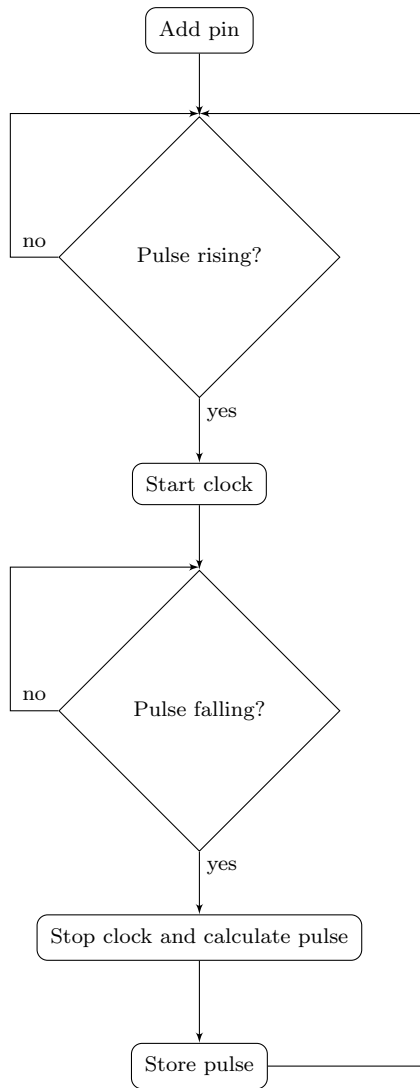 Add pin
Pulse rising?
no
yes
Start clock
Pulse falling?
no
yes
Stop clock and calculate pulse
Store pulse